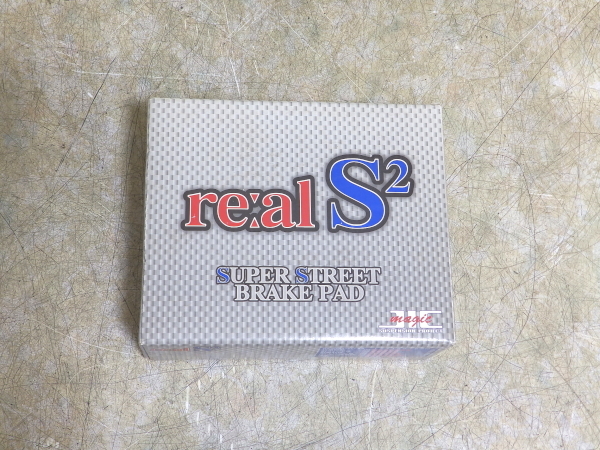 re:al S²
SUPER STREET
BRAKE PAD
magic